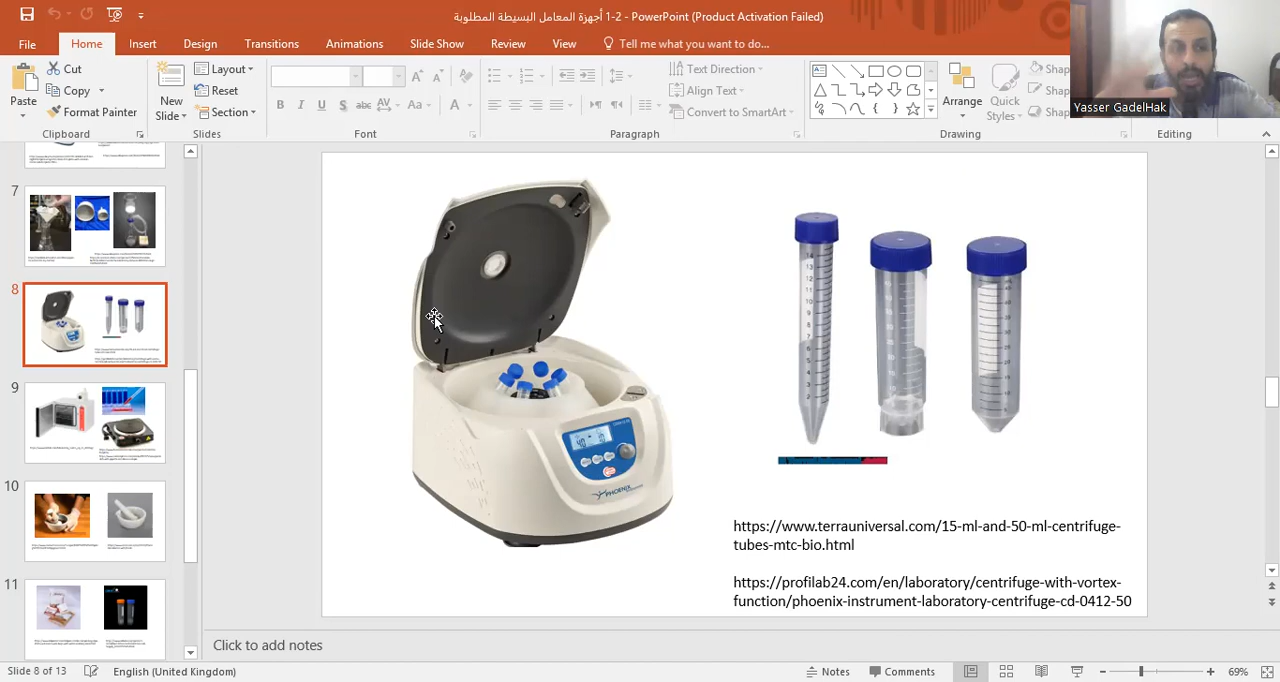 1-2 أجهزة المعامل البسيطة المطلوبة - PowerPoint (Product Activation Failed)
File
Home
Insert
Design
Transitions
Animations
Slide Show
Review
View
Tell me what you want to do...
Yasser GadelHak
Paste
Cut
Copy
Format Painter
Clipboard
New Slide
Layout
Reset
Section
Slides
B I U S abc AV Aa A
Font
Text Direction
Align Text
Convert to SmartArt
Paragraph
Arrange
Quick Styles
Drawing
Editing
7
8
9
10
11
PHOENIX
https://www.terrauniversal.com/15-ml-and-50-ml-centrifuge-
tubes-mtc-bio.html
https://profilab24.com/en/laboratory/centrifuge-with-vortex-
function/phoenix-instrument-laboratory-centrifuge-cd-0412-50
Click to add notes
Slide 8 of 13
English (United Kingdom)
Notes
Comments
69%